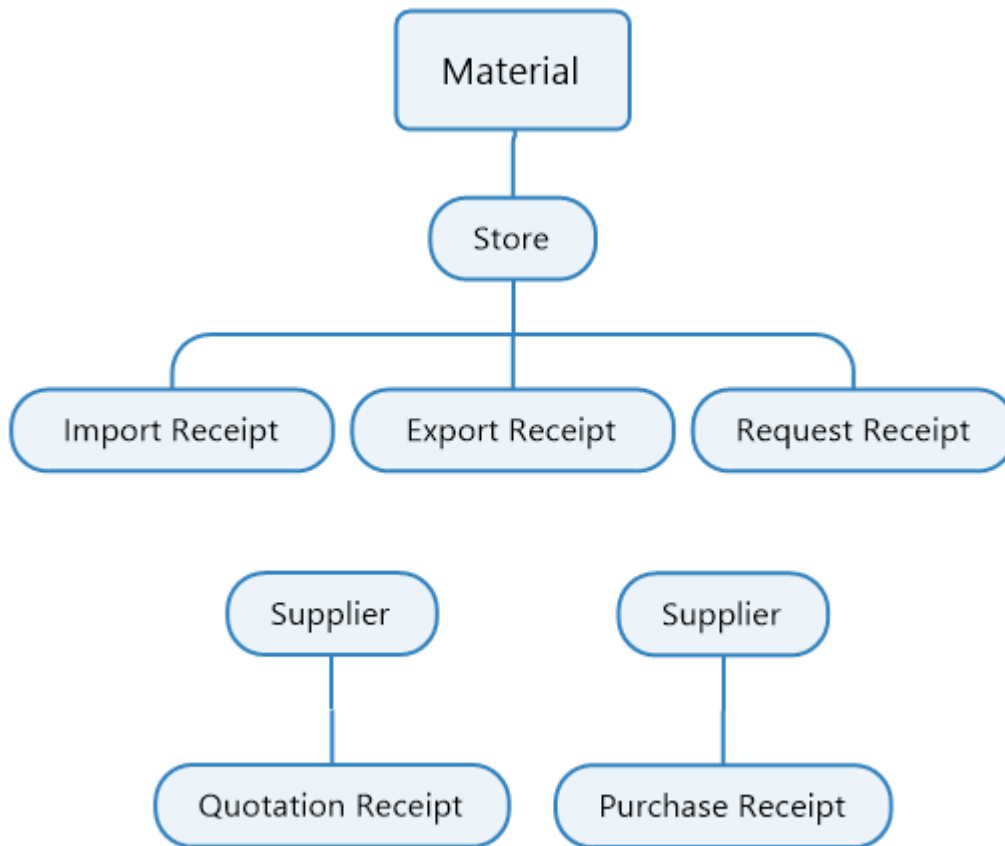 Material
Store
Import Receipt
Export Receipt
Request Receipt
Supplier
Supplier
Quotation Receipt
Purchase Receipt